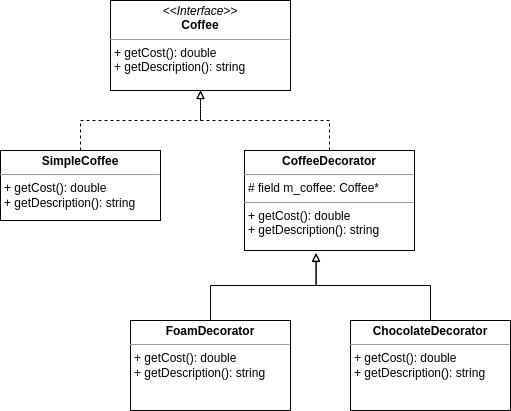 <<Interface>>
Coffee
+ getCost(): double
+ getDescription(): string
SimpleCoffee
+ getCost(): double
+ getDescription(): string
CoffeeDecorator
# field m_coffee: Coffee*
+ getCost(): double
+ getDescription(): string
FoamDecorator
+ getCost(): double
+ getDescription(): string
ChocolateDecorator
+ getCost(): double
+ getDescription(): string